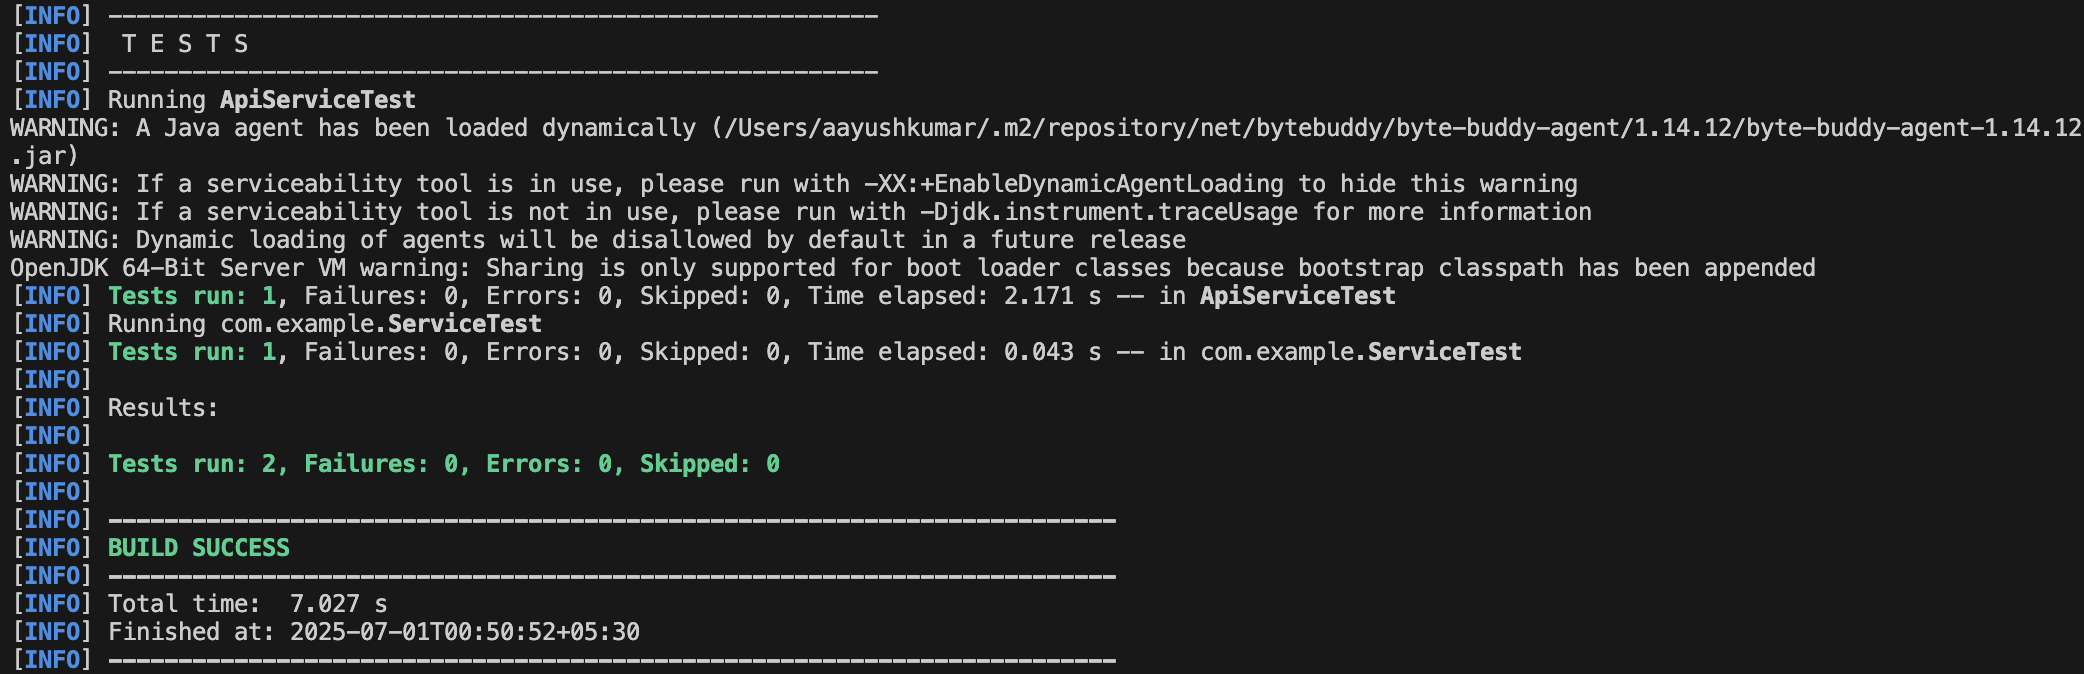 [INFO] -------------------------------------------------------
[INFO]  T E S T S
[INFO] -------------------------------------------------------
[INFO] Running ApiServiceTest
WARNING: A Java agent has been loaded dynamically (/Users/aayushkumar/.m2/repository/net/bytebuddy/byte-buddy-agent/1.14.12/byte-buddy-agent-1.14.12
.jar)
WARNING: If a serviceability tool is in use, please run with -XX:+EnableDynamicAgentLoading to hide this warning
WARNING: If a serviceability tool is not in use, please run with -Djdk.instrument.traceUsage for more information
WARNING: Dynamic loading of agents will be disallowed by default in a future release
OpenJDK 64-Bit Server VM warning: Sharing is only supported for boot loader classes because bootstrap classpath has been appended
[INFO] Tests run: 1, Failures: 0, Errors: 0, Skipped: 0, Time elapsed: 2.171 s -- in ApiServiceTest
[INFO] Running com.example.ServiceTest
[INFO] Tests run: 1, Failures: 0, Errors: 0, Skipped: 0, Time elapsed: 0.043 s -- in com.example.ServiceTest
[INFO]
[INFO] Results:
[INFO]
[INFO] Tests run: 2, Failures: 0, Errors: 0, Skipped: 0
[INFO]
[INFO] ------------------------------------------------------------------------
[INFO] BUILD SUCCESS
[INFO] ------------------------------------------------------------------------
[INFO] Total time:  7.027 s
[INFO] Finished at: 2025-07-01T00:50:52+05:30
[INFO] ------------------------------------------------------------------------